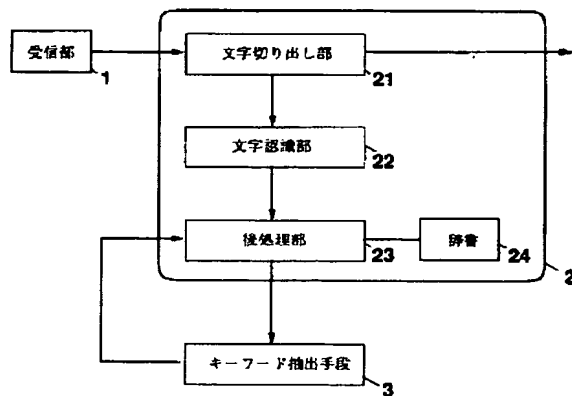 受信部
1
文字切り出し部
21
文字認識部
22
後処理部
23
辞書
24
2
キーワード抽出手段
3